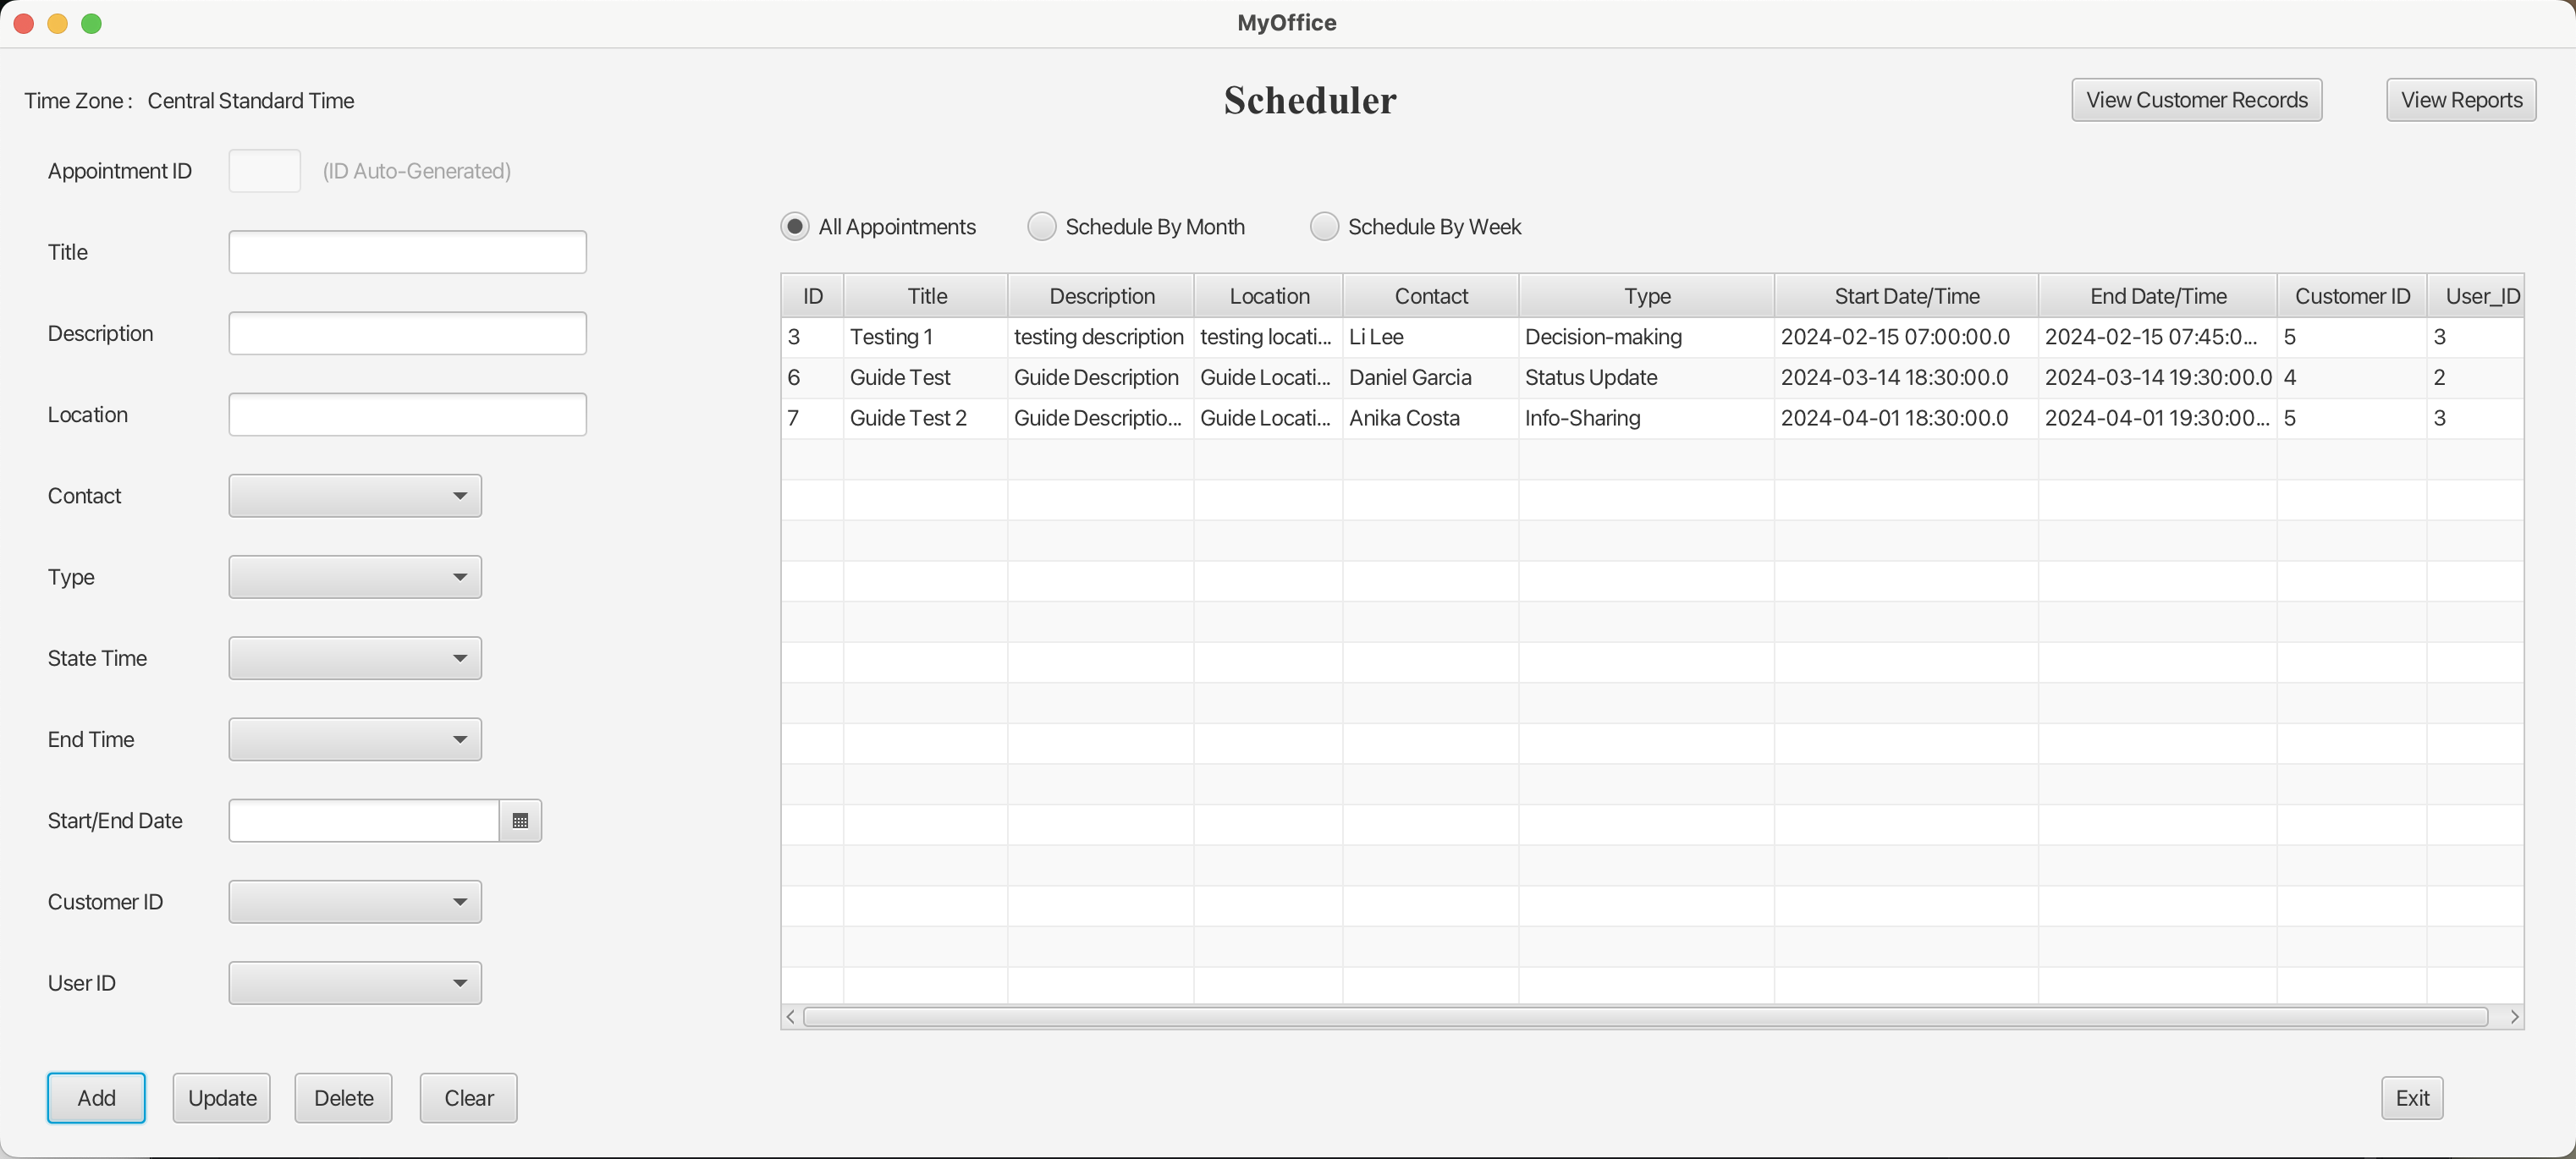 MyOffice
Time Zone : Central Standard Time
Scheduler
View Customer Records
View Reports
Appointment ID
(ID Auto-Generated)
Title
Description
Location
Contact
Type
State Time
End Time
Start/End Date
Customer ID
User ID
Add
Update
Delete
Clear
All Appointments
Schedule By Month
Schedule By Week
ID Title Description Location Contact Type Start Date/Time End Date/Time Customer ID User_ID
3 Testing 1 testing description testing locati... Li Lee Decision-making 2024-02-15 07:00:00.0 2024-02-15 07:45:0... 5 3
6 Guide Test Guide Description Guide Locati... Daniel Garcia Status Update 2024-03-14 18:30:00.0 2024-03-14 19:30:00.0 4 2
7 Guide Test 2 Guide Descriptio... Guide Locati... Anika Costa Info-Sharing 2024-04-01 18:30:00.0 2024-04-01 19:30:00... 5 3
Exit